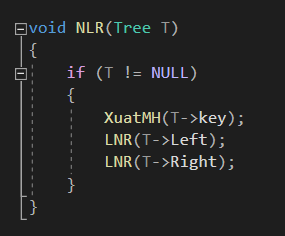 void NLR(Tree T)
{
if (T != NULL)
{
XuatMH(T->key);
LNR(T->Left);
LNR(T->Right);
}
}